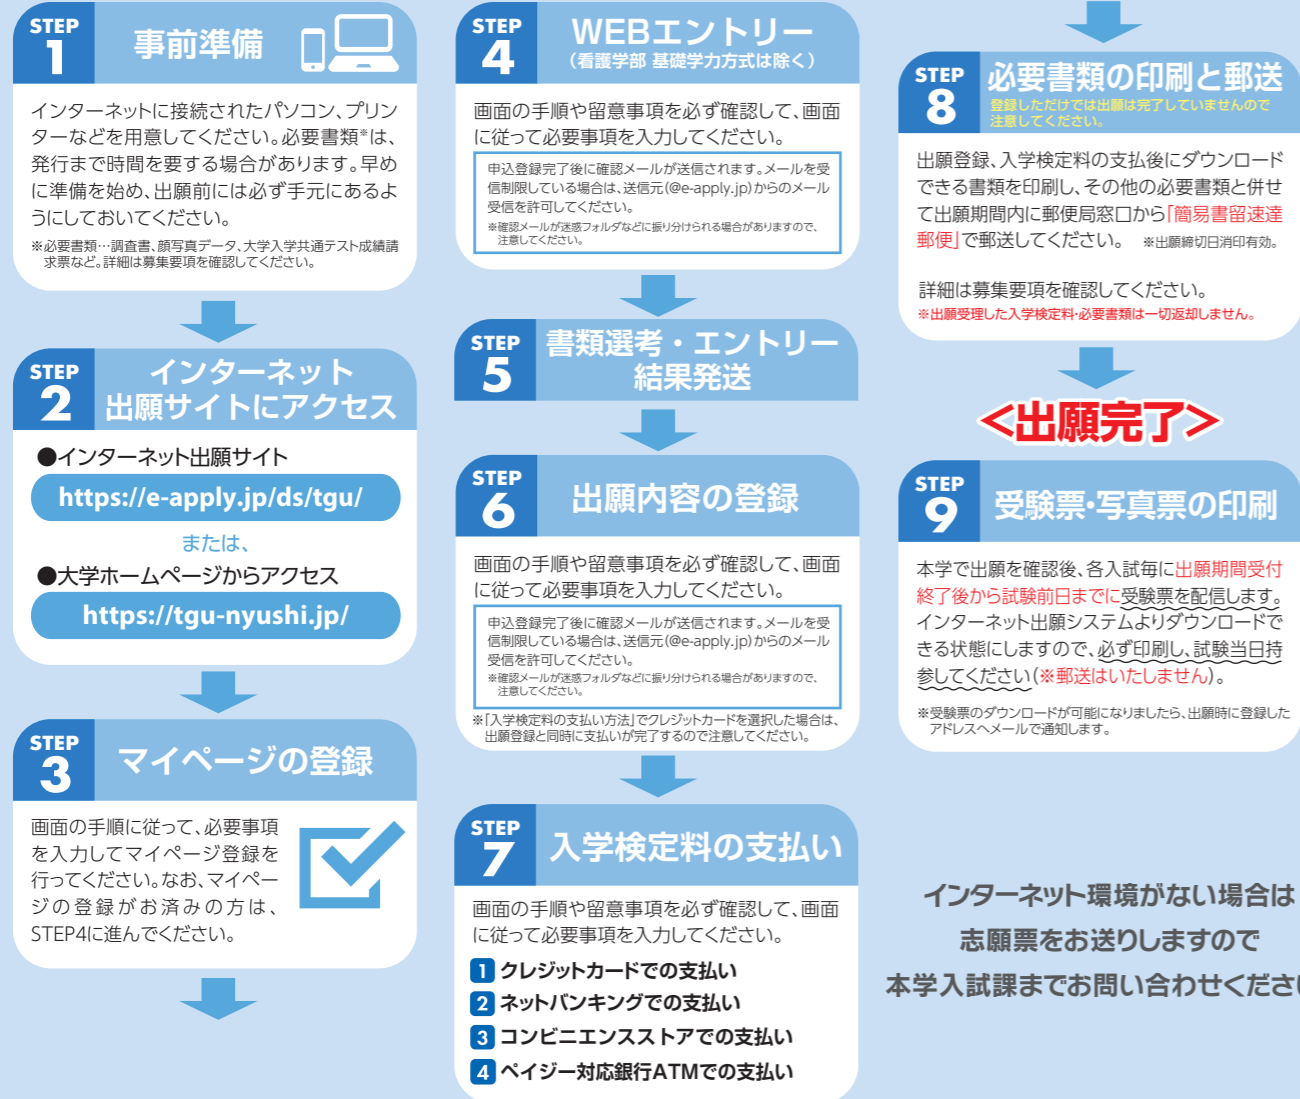 STEP
1
事前準備
インターネットに接続されたパソコン、プリン
ターなどを用意してください。必要書類※は、
発行まで時間を要する場合があります。早め
に準備を始め、出願前には必ず手元にあるよ
うにしておいてください。
※必要書類…調査書、顔写真データ、大学入学共通テスト成績請
求票など。詳細は募集要項を確認してください。
STEP
2
インターネット
出願サイトにアクセス
●インターネット出願サイト
https://e-apply.jp/ds/tgu/
または、
●大学ホームページからアクセス
https://tgu-nyushi.jp/
STEP
3
マイページの登録
画面の手順に従って、必要事項
を入力してマイページ登録を
行ってください。なお、マイペー
ジの登録がお済みの方は、
STEP4に進んでください。
STEP
4
WEBエントリー
(看護学部 基礎学力方式は除く)
画面の手順や留意事項を必ず確認して、画面
に従って必要事項を入力してください。
申込登録完了後に確認メールが送信されます。メールを受
信制限している場合は、送信元(@e-apply.jp)からのメール
受信を許可してください。
※確認メールが迷惑フォルダなどに振り分けられる場合がありますので、
注意してください。
STEP
5
書類選考・エントリー
結果発送
STEP
6
出願内容の登録
画面の手順や留意事項を必ず確認して、画面
に従って必要事項を入力してください。
申込登録完了後に確認メールが送信されます。メールを受
信制限している場合は、送信元(@e-apply.jp)からのメール
受信を許可してください。
※確認メールが迷惑フォルダなどに振り分けられる場合がありますので、
注意してください。
※「入学検定料の支払い方法」でクレジットカードを選択した場合は、
出願登録と同時に支払いが完了するので注意してください。
STEP
7
入学検定料の支払い
画面の手順や留意事項を必ず確認して、画面
に従って必要事項を入力してください。
1 クレジットカードでの支払い
2 ネットバンキングでの支払い
3 コンビニエンスストアでの支払い
4 ペイジー対応銀行ATMでの支払い
STEP
8
必要書類の印刷と郵送
登録しただけでは出願は完了していませんので
注意してください。
出願登録、入学検定料の支払後にダウンロード
できる書類を印刷し、その他の必要書類と併せ
て出願期間内に郵便局窓口から「簡易書留速達
郵便」で郵送してください。 ※出願締切日消印有効。
詳細は募集要項を確認してください。
※出願受理した入学検定料・必要書類は一切返却しません。
<出願完了>
STEP
9
受験票・写真票の印刷
本学で出願を確認後、各入試毎に出願期間受付
終了後から試験前日までに受験票を配信します。
インターネット出願システムよりダウンロードで
きる状態にしますので、必ず印刷し、試験当日持
参してください(※郵送はいたしません)。
※受験票のダウンロードが可能になりましたら、出願時に登録した
アドレスへメールで通知します。
インターネット環境がない場合は
志願票をお送りしますので
本学入試課までお問い合わせくださ